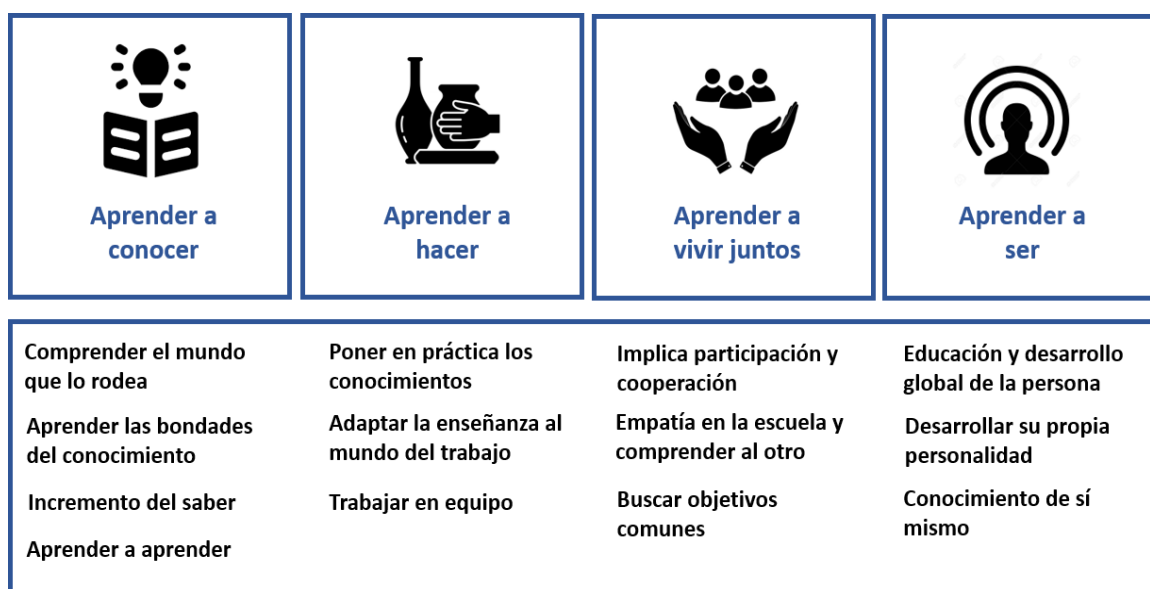 Aprender a
conocer
Aprender a
hacer
Aprender a
vivir juntos
Aprender a
ser
Comprender el mundo
que lo rodea
Aprender las bondades
del conocimiento
Incremento del saber
Aprender a aprender
Poner en práctica los
conocimientos
Adaptar la enseñanza al
mundo del trabajo
Trabajar en equipo
Implica participación y
cooperación
Empatía en la escuela y
comprender al otro
Buscar objetivos
comunes
Educación y desarrollo
global de la persona
Desarrollar su propia
personalidad
Conocimiento de sí
mismo